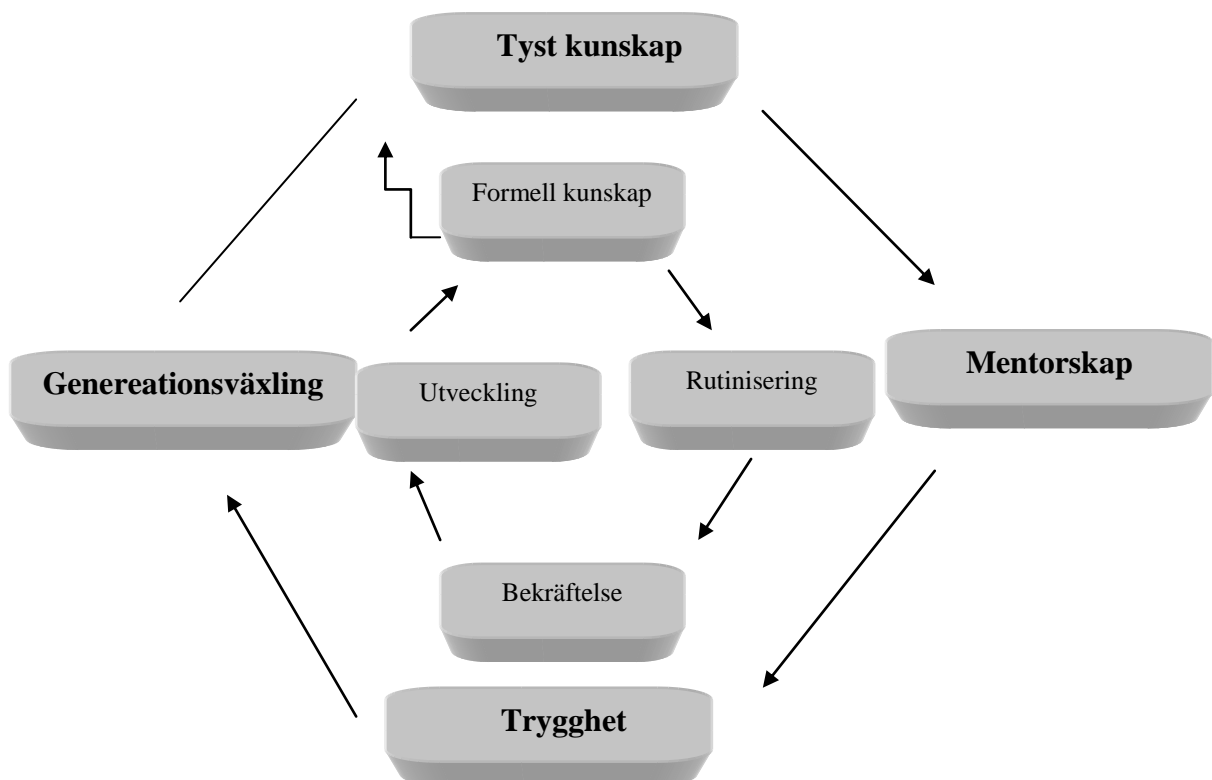 Tyst kunskap
Formell kunskap
Genereationsväxling
Utveckling
Rutinisering
Mentorskap
Bekräftelse
Trygghet